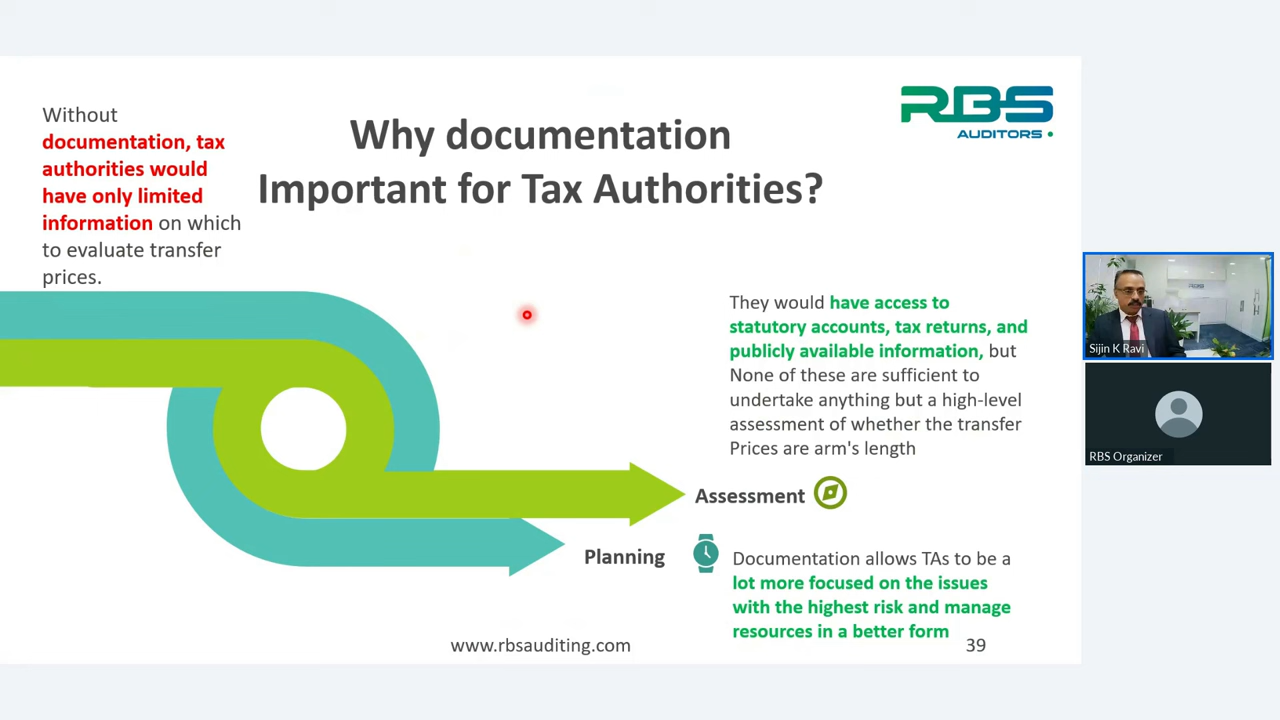 Without
documentation, tax
authorities would
have only limited
information on which
to evaluate transfer
prices.
Why documentation
Important for Tax Authorities?
RBS
AUDITORS
They would have access to
statutory accounts, tax returns, and
publicly available information, but
None of these are sufficient to
undertake anything but a high-level
assessment of whether the transfer
Prices are arm's length
Assessment
Planning
Documentation allows TAs to be a
lot more focused on the issues
with the highest risk and manage
resources in a better form
www.rbsauditing.com
39
Sijin K Ravi
RBS Organizer